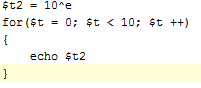 $t2 = 10^e
for($t = 0; $t < 10; $t ++)
{
    echo $t2
}